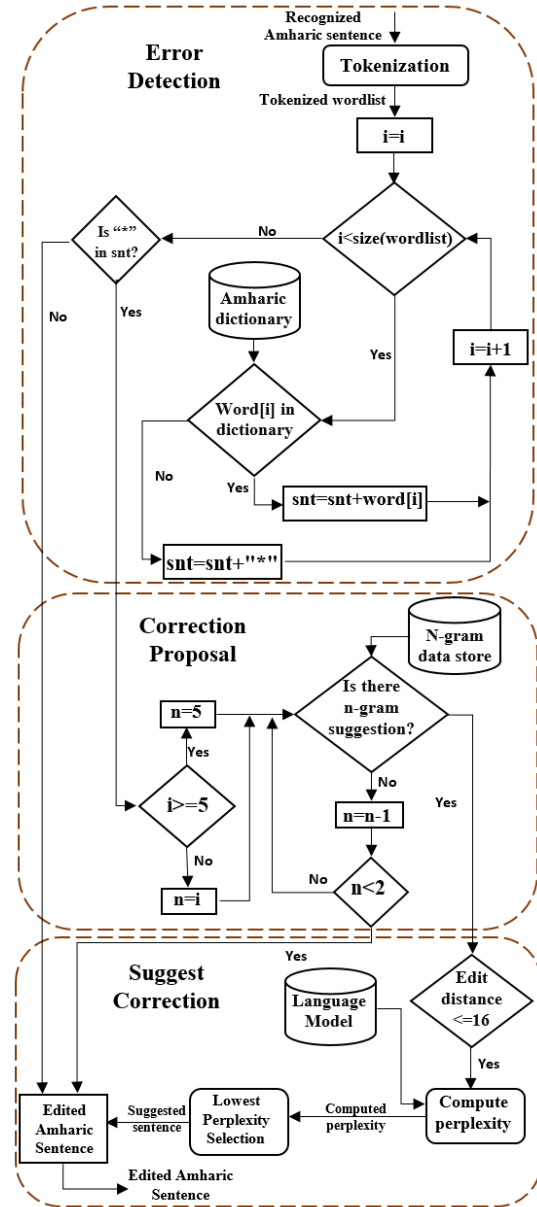 Recognized
Amharic sentence
Error
Detection
Tokenization
Tokenized wordlist
i=i
Is "*"
in snt?
No
i<size(wordlist)
No
Yes
Amharic
dictionary
Yes
i=i+1
Word[i] in
dictionary
No
Yes
snt=snt+word[i]
snt=snt+"*"
Correction
Proposal
N-gram
data store
Is there
n-gram
suggestion?
n=5
Yes
No
Yes
i>=5
n=n-1
No
No
n<2
n=i
Yes
Suggest
Correction
Language
Model
Edit
distance
<=16
Yes
Edited
Amharic
Sentence
Suggested
sentence
Lowest
Perplexity
Selection
Computed
perplexity
Compute
perplexity
Edited Amharic
Sentence